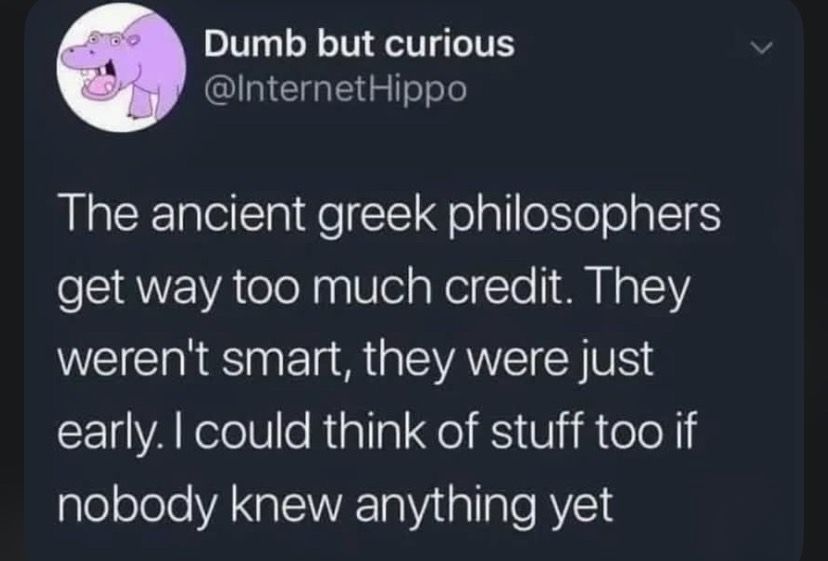 Dumb but curious
@InternetHippo
The ancient greek philosophers
get way too much credit. They
weren't smart, they were just
early. I could think of stuff too if
nobody knew anything yet